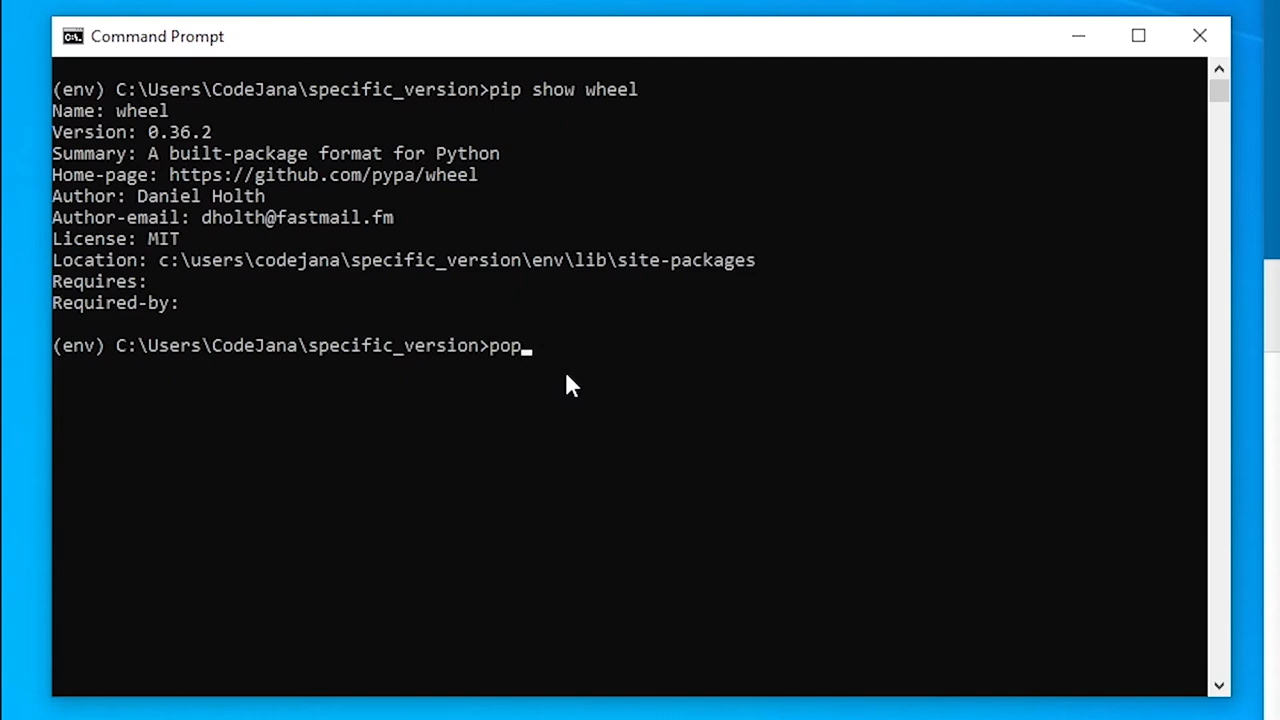 Command Prompt
(env) C:\Users\CodeJana\specific_version>pip show wheel
Name: wheel
Version: 0.36.2
Summary: A built-package format for Python
Home-page: https://github.com/pypa/wheel
Author: Daniel Holth
Author-email: dholth@fastmail.fm
License: MIT
Location: c:\users\codejana\specific_version\env\lib\site-packages
Requires:
Required-by:
(env) C:\Users\CodeJana\specific_version>pop